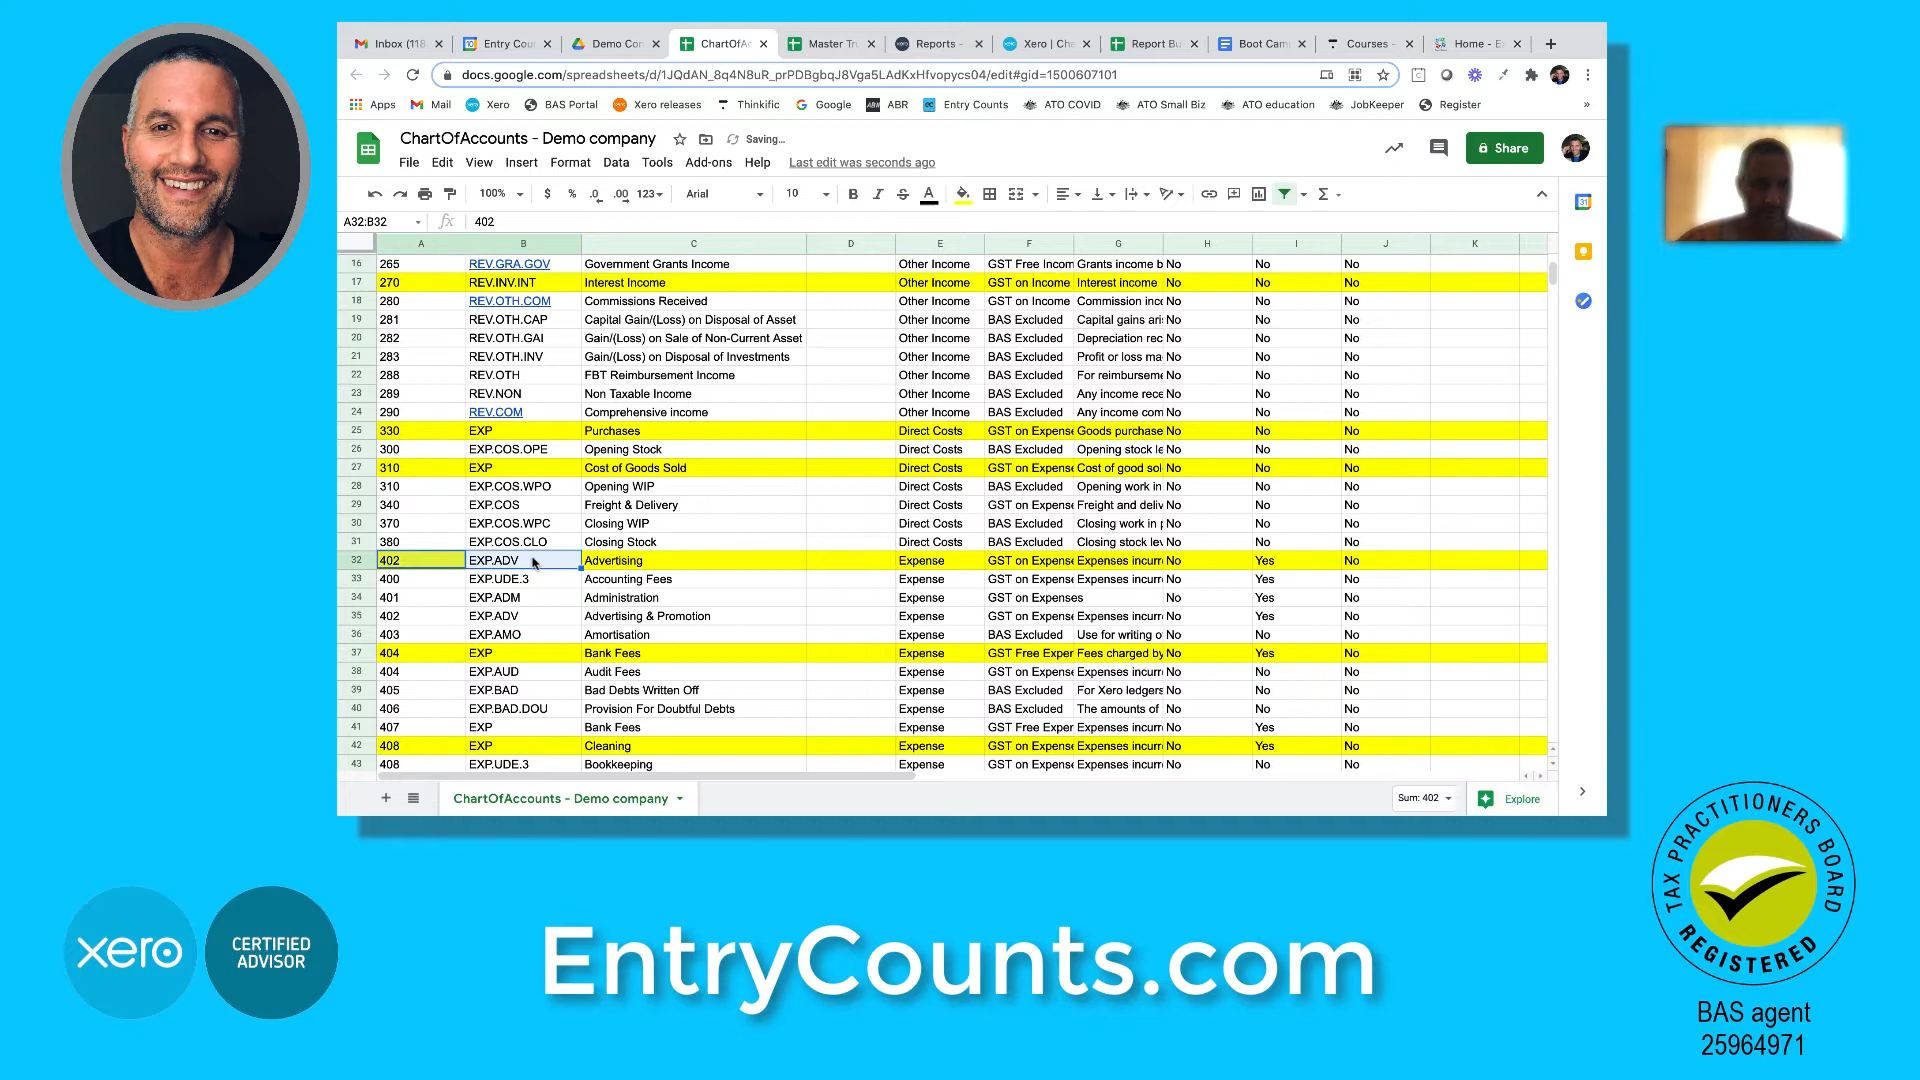 Inbox (118
Entry Cou
Demo Con
ChartOfAc
Master Tr
Reports -
Xero | Cha
Report Bu
Boot Cam
Courses -
Home - E
docs.google.com/spreadsheets/d/1JQdAN_8q4N8uR_prPDBgbqJ8Vga5LAdKxHfvopycs04/edit#gid=1500607101
Apps Mail Xero BAS Portal Xero releases Thinkific Google ABR Entry Counts ATO COVID ATO Small Biz ATO education JobKeeper Register »
ChartOfAccounts - Demo company Saving...
Share
File Edit View Insert Format Data Tools Add-ons Help Last edit was seconds ago
100% $ % .0 .00 123 Arial 10 B I S A
A32:B32 fx 402
A B C D E F G H I J K
16 265 REV.GRA.GOV Government Grants Income Other Income GST Free Incom Grants income b No No No
17 270 REV.INV.INT Interest Income Other Income GST on Income Interest income No No No
18 280 REV.OTH.COM Commissions Received Other Income GST on Income Commission inco No No No
19 281 REV.OTH.CAP Capital Gain/(Loss) on Disposal of Asset Other Income BAS Excluded Capital gains ari No No No
20 282 REV.OTH.GAI Gain/(Loss) on Sale of Non-Current Asset Other Income BAS Excluded Depreciation rec No No No
21 283 REV.OTH.INV Gain/(Loss) on Disposal of Investments Other Income BAS Excluded Profit or loss ma No No No
22 288 REV.OTH FBT Reimbursement Income Other Income BAS Excluded For reimburseme No No No
23 289 REV.NON Non Taxable Income Other Income BAS Excluded Any income rece No No No
24 290 REV.COM Comprehensive income Other Income BAS Excluded Any income com No No No
25 330 EXP Purchases Direct Costs GST on Expense Goods purchase No No No
26 300 EXP.COS.OPE Opening Stock Direct Costs BAS Excluded Opening stock le No No No
27 310 EXP Cost of Goods Sold Direct Costs GST on Expense Cost of good sol No No No
28 310 EXP.COS.WPO Opening WIP Direct Costs BAS Excluded Opening work in No No No
29 340 EXP.COS Freight & Delivery Direct Costs GST on Expense Freight and deliv No No No
30 370 EXP.COS.WPC Closing WIP Direct Costs BAS Excluded Closing work in p No No No
31 380 EXP.COS.CLO Closing Stock Direct Costs BAS Excluded Closing stock lev No No No
32 402 EXP.ADV Advertising Expense GST on Expense Expenses incurr No Yes No
33 400 EXP.UDE.3 Accounting Fees Expense GST on Expense Expenses incurr No Yes No
34 401 EXP.ADM Administration Expense GST on Expenses No Yes No
35 402 EXP.ADV Advertising & Promotion Expense GST on Expense Expenses incurr No Yes No
36 403 EXP.AMO Amortisation Expense BAS Excluded Use for writing o No No No
37 404 EXP Bank Fees Expense GST Free Exper Fees charged by No Yes No
38 404 EXP.AUD Audit Fees Expense GST on Expense Expenses incurr No No No
39 405 EXP.BAD Bad Debts Written Off Expense BAS Excluded For Xero ledgers No No No
40 406 EXP.BAD.DOU Provision For Doubtful Debts Expense BAS Excluded The amounts of No No No
41 407 EXP Bank Fees Expense GST Free Exper Expenses incurr No Yes No
42 408 EXP Cleaning Expense GST on Expense Expenses incurr No Yes No
43 408 EXP.UDE.3 Bookkeeping Expense GST on Expense Expenses incurr No No No
ChartOfAccounts - Demo company
Sum: 402
Explore
xero
CERTIFIED
ADVISOR
EntryCounts.com
TAX PRACTITIONERS BOARD
REGISTERED
BAS agent
25964971